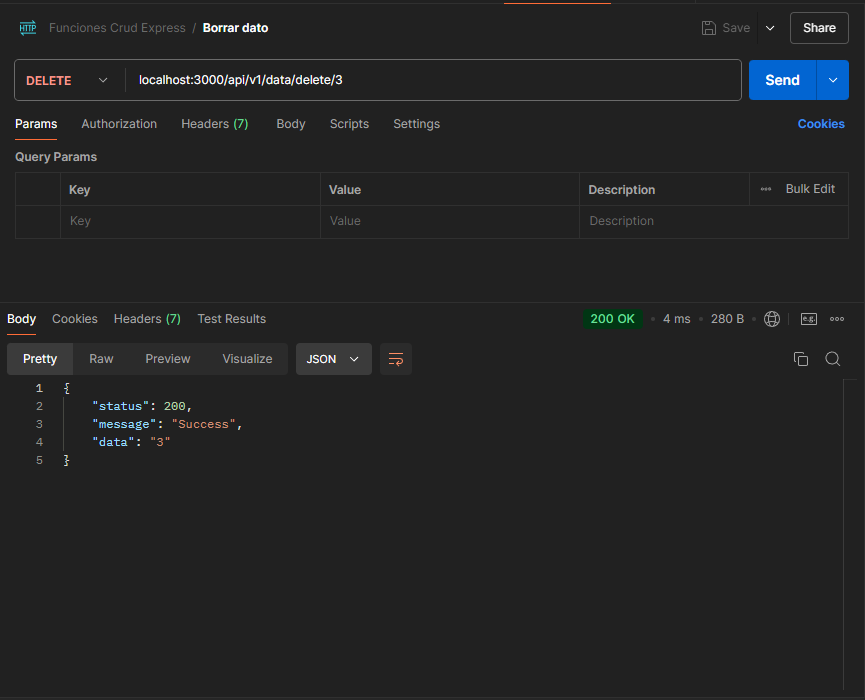 HTTP Funciones Crud Express / Borrar dato Save Share
DELETE localhost:3000/api/v1/data/delete/3 Send
Params Authorization Headers (7) Body Scripts Settings Cookies
Query Params
Key Value Description Bulk Edit
Key Value Description
Body Cookies Headers (7) Test Results 200 OK 4 ms 280 B e.g.
Pretty Raw Preview Visualize JSON
1 {
2 "status": 200,
3 "message": "Success",
4 "data": "3"
5 }